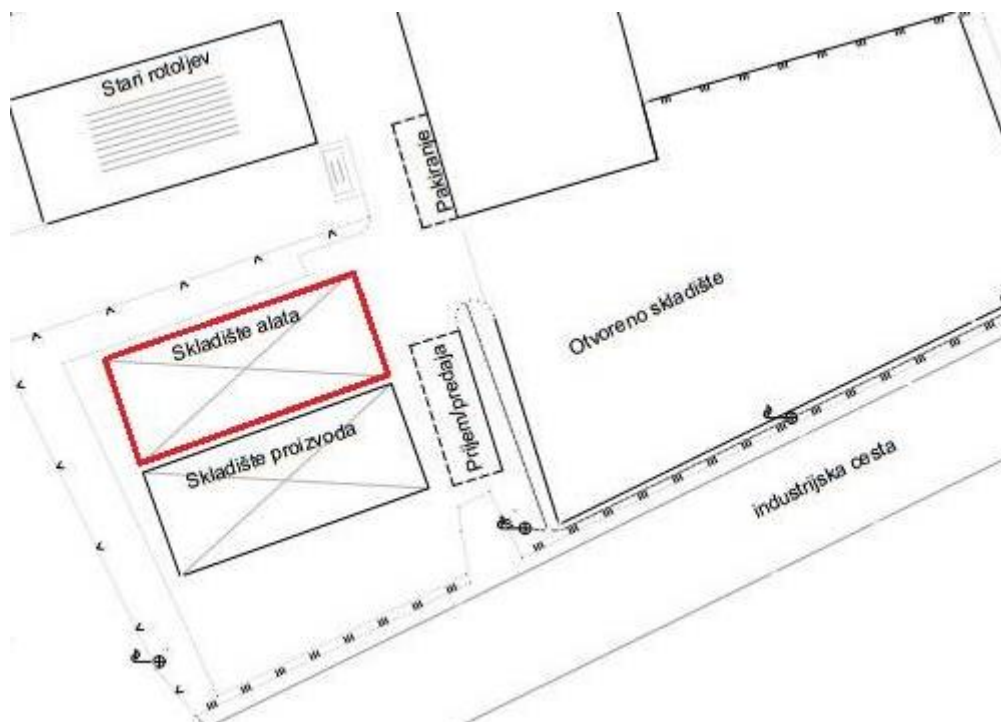 Stari rotoljev
Pakiranje
Skladište alata
Otvoreno skladište
Prijem/predaja
Skladište proizvoda
industrijska cesta